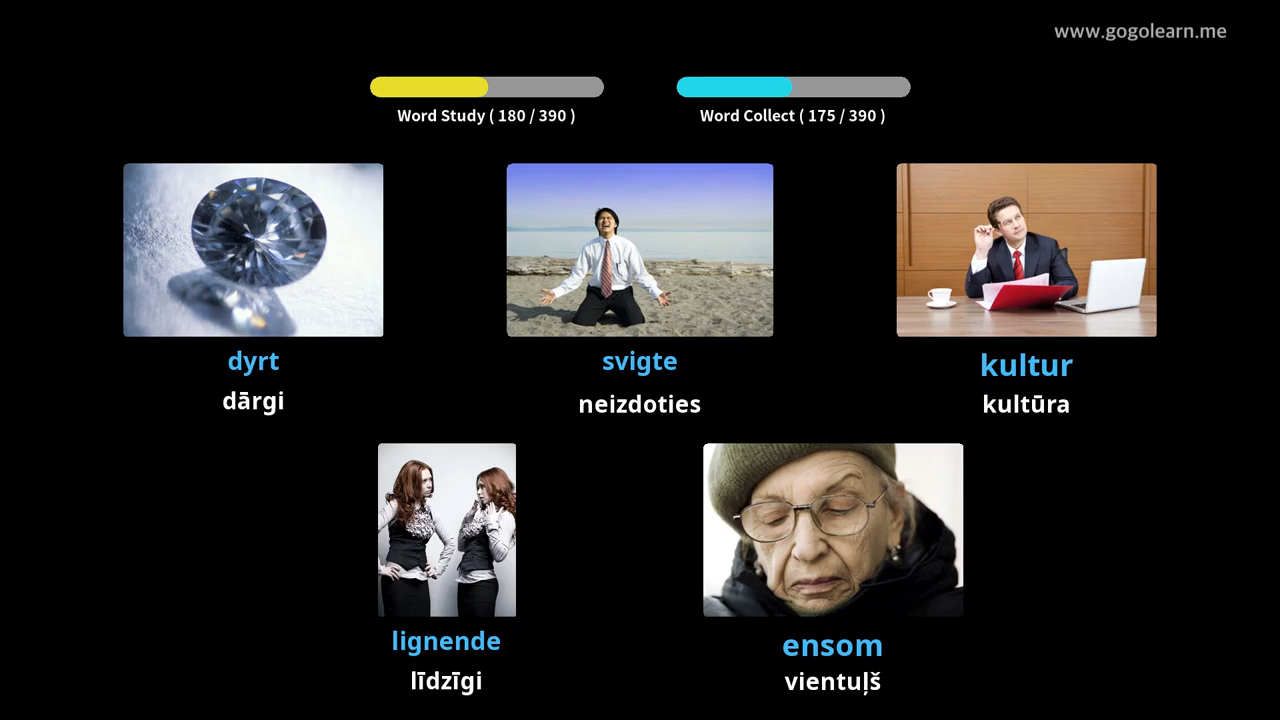 www.gogolearn.me
Word Study ( 180 / 390 )
Word Collect ( 175 / 390 )
dyrt
dārgi
svigte
neizdoties
kultur
kultūra
lignende
līdzīgi
ensom
vientuļš